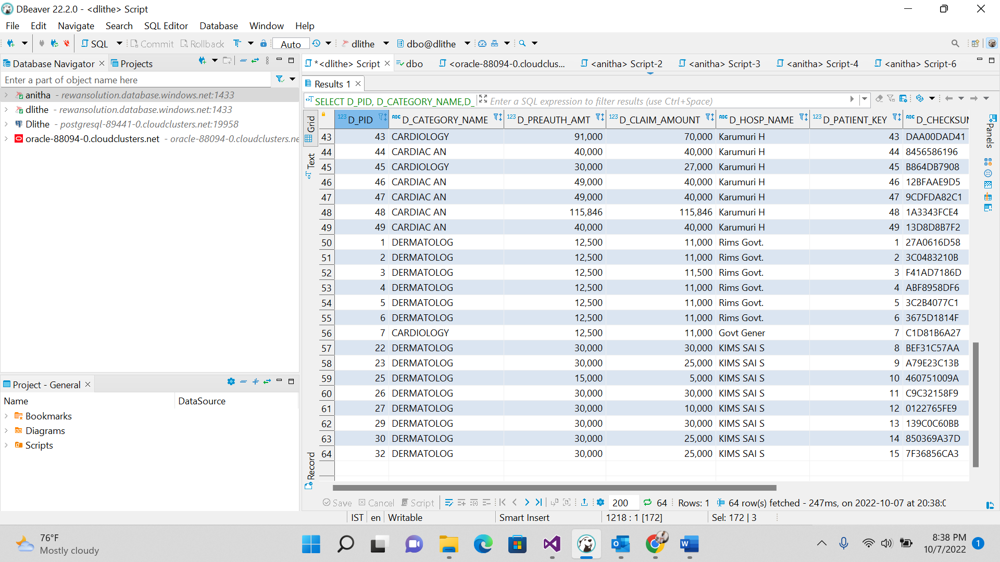 DBeaver 22.2.0 - <dlithe> Script
File Edit Navigate Search SQL Editor Database Window Help
SQL Commit Rollback Auto dlithe dbo@dlithe
Database Navigator Projects
Enter a part of object name here
anitha - rewansolution.database.windows.net:1433
dlithe - rewansolution.database.windows.net:1433
Dlithe - postgresql-89441-0.cloudclusters.net:19958
oracle-88094-0.cloudclusters.net - oracle-88094-0.cloudclusters.ne
Project - General
Name DataSource
Bookmarks
Diagrams
Scripts
*<dlithe> Script dbo <oracle-88094-0.cloudclus... <anitha> Script-2 <anitha> Script-3 <anitha> Script-4 <anitha> Script-6
Results 1
SELECT D_PID, D_CATEGORY_NAME,D_ Enter a SQL expression to filter results (use Ctrl+Space)
Grid
Text
Record
Panels
123 D_PID ABC D_CATEGORY_NAME 123 D_PREAUTH_AMT 123 D_CLAIM_AMOUNT ABC D_HOSP_NAME 123 D_PATIENT_KEY ABC D_CHECKSUM
43 43 CARDIOLOGY 91,000 70,000 Karumuri H 43 DAA00DAD41
44 44 CARDIAC AN 40,000 40,000 Karumuri H 44 8456586196
45 45 CARDIOLOGY 30,000 27,000 Karumuri H 45 B864DB7908
46 46 CARDIAC AN 49,000 40,000 Karumuri H 46 12BFAAE9D5
47 47 CARDIAC AN 49,000 40,000 Karumuri H 47 9CDFDA82C1
48 48 CARDIAC AN 115,846 115,846 Karumuri H 48 1A3343FCE4
49 49 CARDIAC AN 40,000 40,000 Karumuri H 49 13D8D8B7F2
50 1 DERMATOLOG 12,500 11,000 Rims Govt. 1 27A0616D58
51 2 DERMATOLOG 12,500 11,000 Rims Govt. 2 3C0483210B
52 3 DERMATOLOG 12,500 11,500 Rims Govt. 3 F41AD7186D
53 4 DERMATOLOG 12,500 11,000 Rims Govt. 4 ABF8958DF6
54 5 DERMATOLOG 12,500 11,000 Rims Govt. 5 3C2B4077C1
55 6 DERMATOLOG 12,500 11,000 Rims Govt. 6 3675D1814F
56 7 CARDIOLOGY 12,500 11,000 Govt Gener 7 C1D81B6A27
57 22 DERMATOLOG 30,000 30,000 KIMS SAI S 8 BEF31C57AA
58 23 DERMATOLOG 30,000 25,000 KIMS SAI S 9 A79E23C13B
59 25 DERMATOLOG 15,000 5,000 KIMS SAI S 10 460751009A
60 26 DERMATOLOG 30,000 30,000 KIMS SAI S 11 C9C32158F9
61 27 DERMATOLOG 30,000 10,000 KIMS SAI S 12 0122765FE9
62 29 DERMATOLOG 30,000 30,000 KIMS SAI S 13 139C0C60BB
63 30 DERMATOLOG 30,000 25,000 KIMS SAI S 14 850369A37D
64 32 DERMATOLOG 30,000 25,000 KIMS SAI S 15 7F36856CA3
Save Cancel Script 200 64 Rows: 1 64 row(s) fetched - 247ms, on 2022-10-07 at 20:38:0
IST en Writable Smart Insert 1218 : 1 [172] Sel: 172 | 3
76°F
Mostly cloudy
8:38 PM
10/7/2022
1